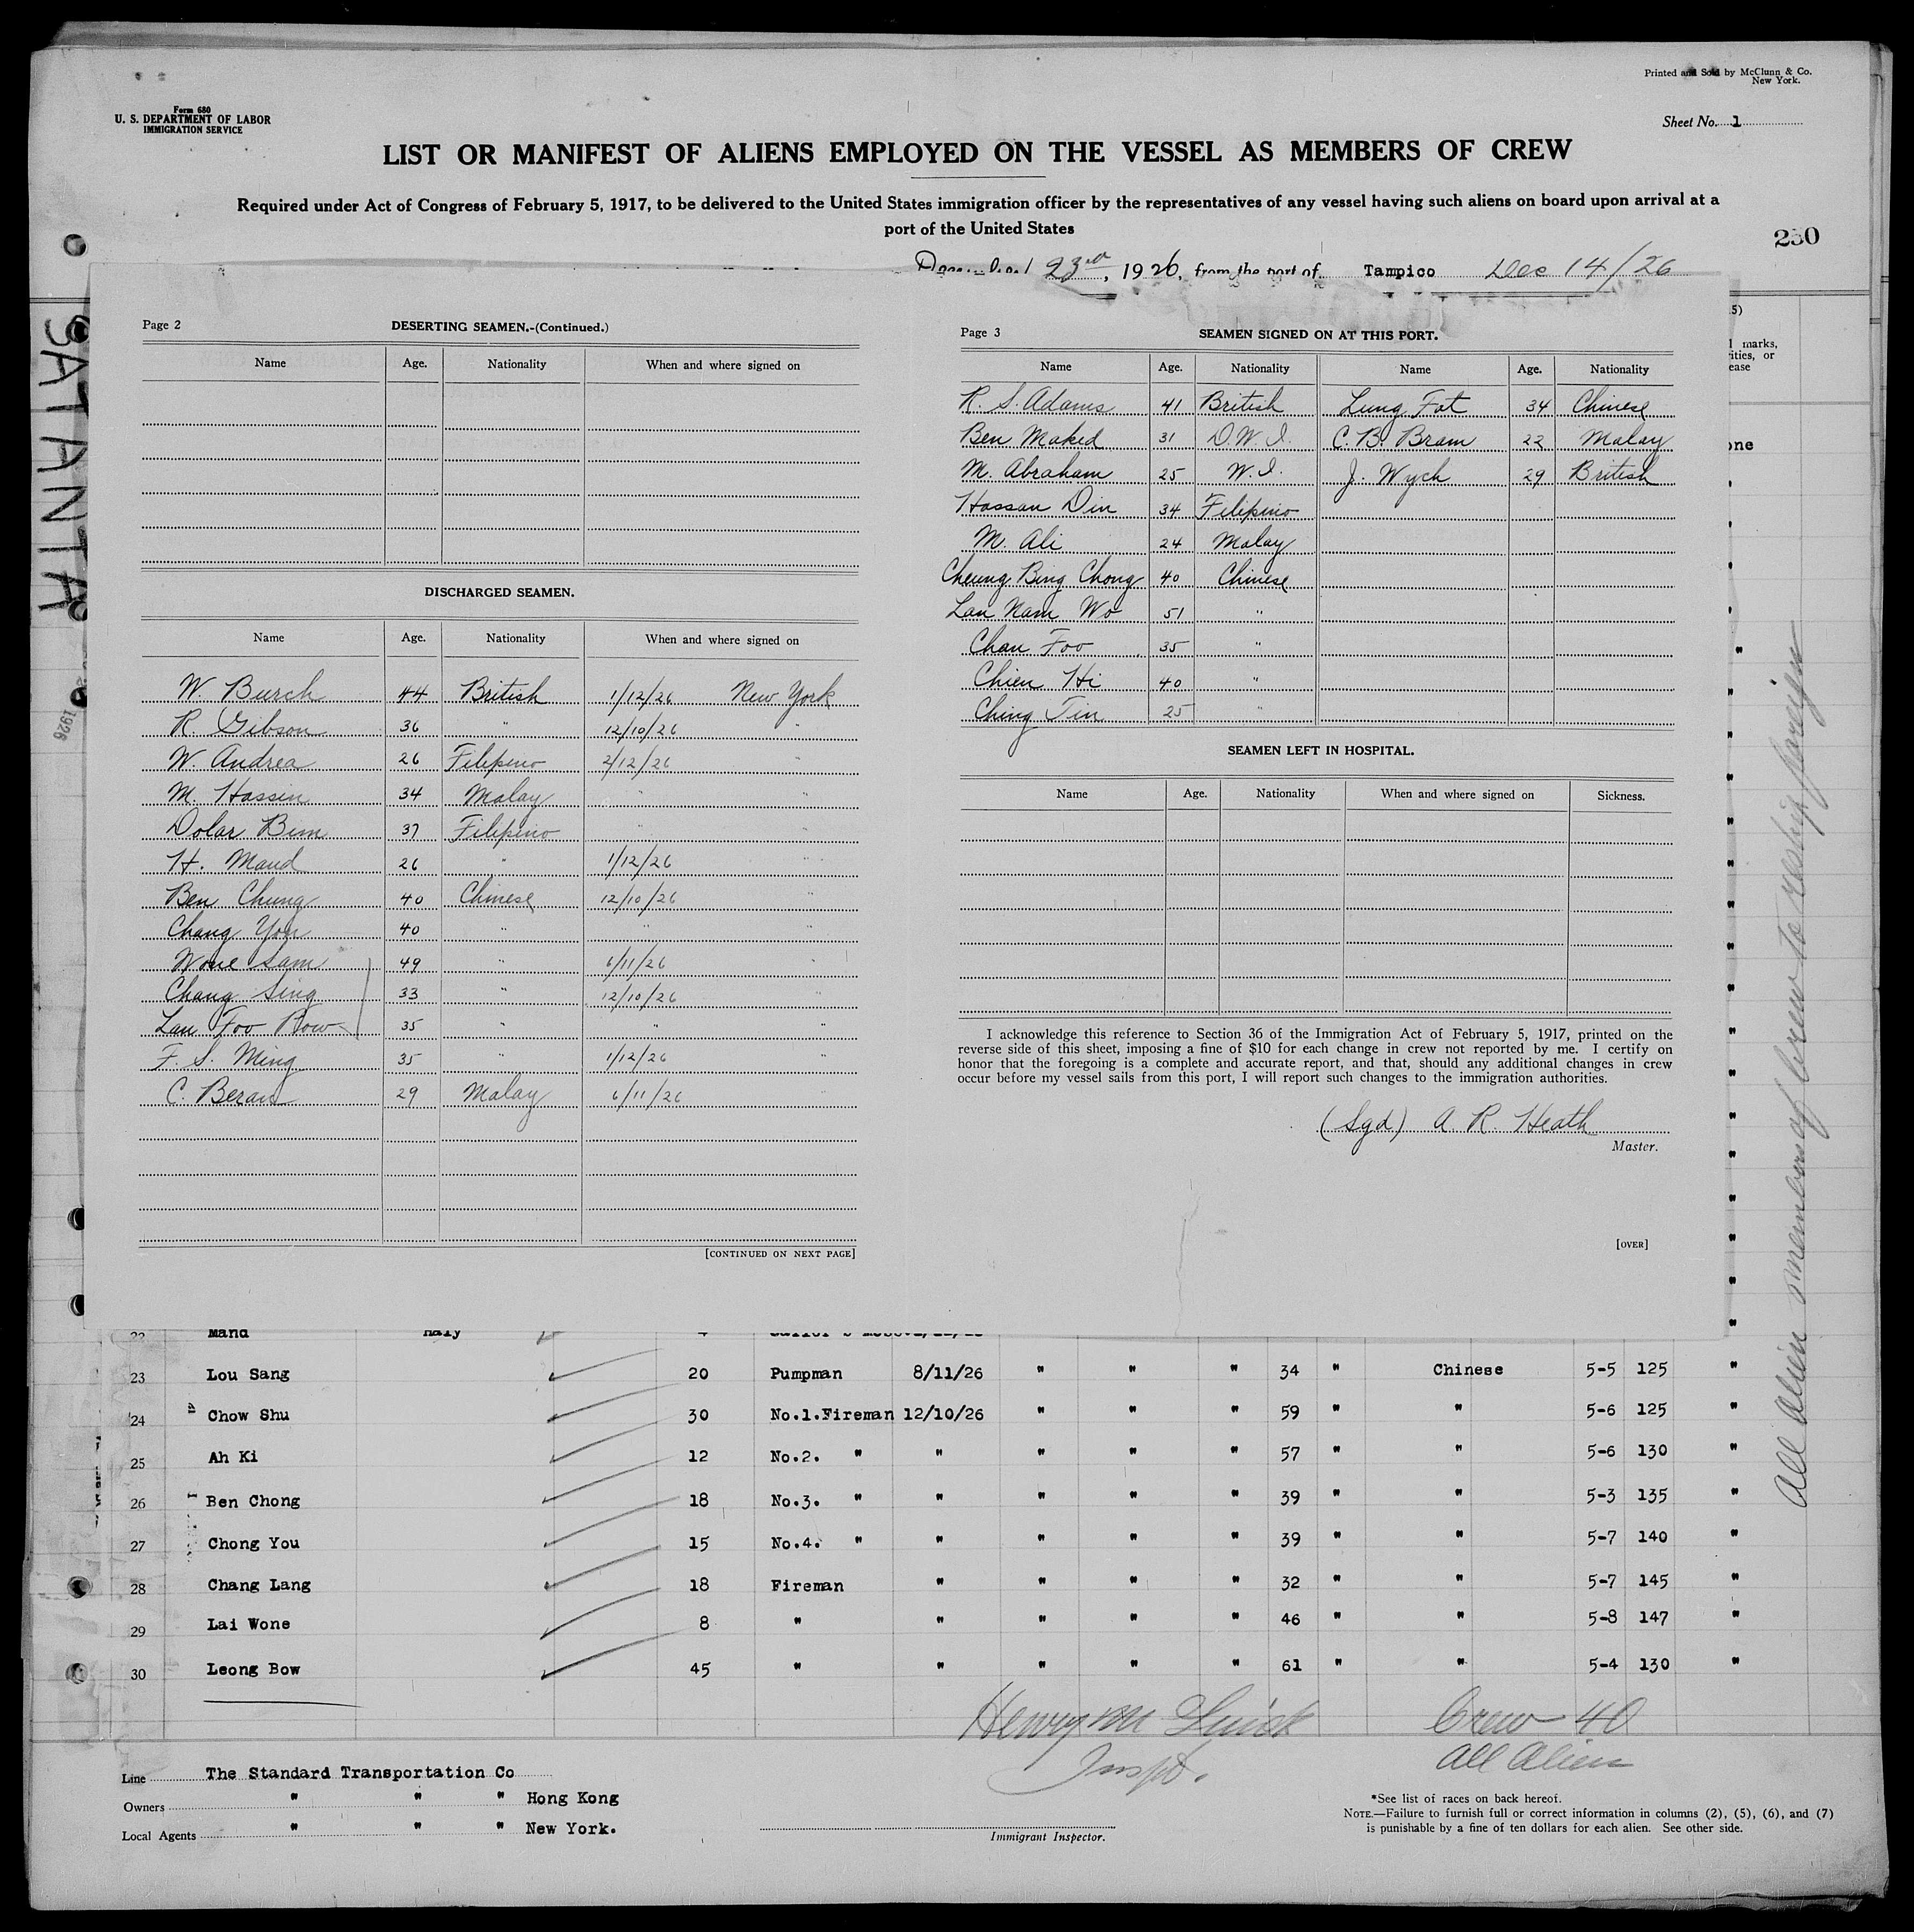 Printed and Sold by McClunn & Co.
New York.
Form 680
U. S. DEPARTMENT OF LABOR
IMMIGRATION SERVICE
Sheet No. 1
LIST OR MANIFEST OF ALIENS EMPLOYED ON THE VESSEL AS MEMBERS OF CREW
Required under Act of Congress of February 5, 1917, to be delivered to the United States immigration officer by the representatives of any vessel having such aliens on board upon arrival at a
port of the United States
230
23rd, 1926, from the port of Tampico Dec 14/26
BATANTA
1926
Page 2 DESERTING SEAMEN.-(Continued.)
Name Age. Nationality When and where signed on
DISCHARGED SEAMEN.
Name Age. Nationality When and where signed on
W. Burch 44 British 1/12/26 New York
R. Gibson 36 " 12/10/26 "
W. Andrea 26 Filipino 2/12/26 "
M. Hassin 34 Malay " "
Dolar Bim 37 Filipino " "
H. Mand 26 " 1/12/26 "
Ben Chung 40 Chinese 12/10/26 "
Chang You 40 " " "
Wone Sam 49 " 6/11/26 "
Chang Sing 33 " 12/10/26 "
Lau Foo Row 35 " " "
F. S. Ming 35 " 1/12/26 "
C. Beran 29 Malay 6/11/26 "
[CONTINUED ON NEXT PAGE]
Page 3 SEAMEN SIGNED ON AT THIS PORT.
Name Age. Nationality Name Age. Nationality
R. S. Adams 41 British Lung Fat 34 Chinese
Ben Maked 31 D.W.I. C. B. Bram 22 Malay
M. Abraham 25 W.I. J. Wych 29 British
Hassan Din 34 Filipino
M. Ali 24 Malay
Cheung Bing Chong 40 Chinese
Lau Nam Wo 51 "
Chan Foo 35 "
Chien Hi 40 "
Ching Tin 25 "
SEAMEN LEFT IN HOSPITAL.
Name Age. Nationality When and where signed on Sickness.
I acknowledge this reference to Section 36 of the Immigration Act of February 5, 1917, printed on the
reverse side of this sheet, imposing a fine of $10 for each change in crew not reported by me. I certify on
honor that the foregoing is a complete and accurate report, and that, should any additional changes in crew
occur before my vessel sails from this port, I will report such changes to the immigration authorities.
(Sgd) A. R. Heath
Master.
[OVER]
marks,
All alien members of crew to reship foreign
Mand
23 Lou Sang 20 Pumpman 8/11/26 " " " 34 " Chinese 5-5 125 "
24 Chow Shu 30 No.1.Fireman 12/10/26 " " " 59 " " 5-6 125 "
25 Ah Ki 12 No.2. " " " " " 57 " " 5-6 130 "
26 Ben Chong 18 No.3. " " " " " 39 " " 5-3 135 "
27 Chong You 15 No.4. " " " " " 39 " " 5-7 140 "
28 Chang Lang 18 Fireman " " " " 32 " " 5-7 145 "
29 Lai Wone 8 " " " " " 46 " " 5-8 147 "
30 Leong Bow 45 " " " " " 61 " " 5-4 130 "
Henry M Crew 40
Inspt. All Alien
Line The Standard Transportation Co
Owners " " " Hong Kong
Local Agents " " " New York.
Immigrant Inspector.
*See list of races on back hereof.
NOTE.—Failure to furnish full or correct information in columns (2), (5), (6), and (7)
is punishable by a fine of ten dollars for each alien. See other side.